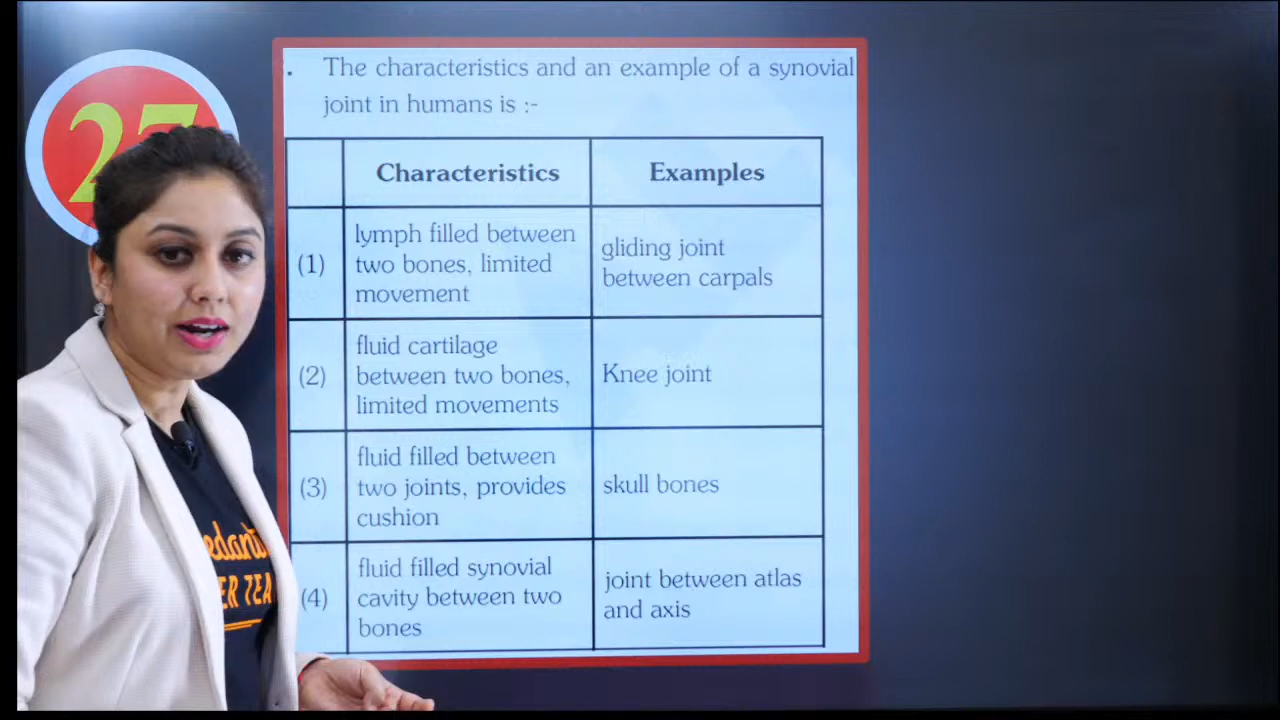 . The characteristics and an example of a synovial
joint in humans is :-
Characteristics Examples
(1) lymph filled between
two bones, limited
movement
gliding joint
between carpals
(2) fluid cartilage
between two bones,
limited movements
Knee joint
(3) fluid filled between
two joints, provides
cushion
skull bones
(4) fluid filled synovial
cavity between two
bones
joint between atlas
and axis